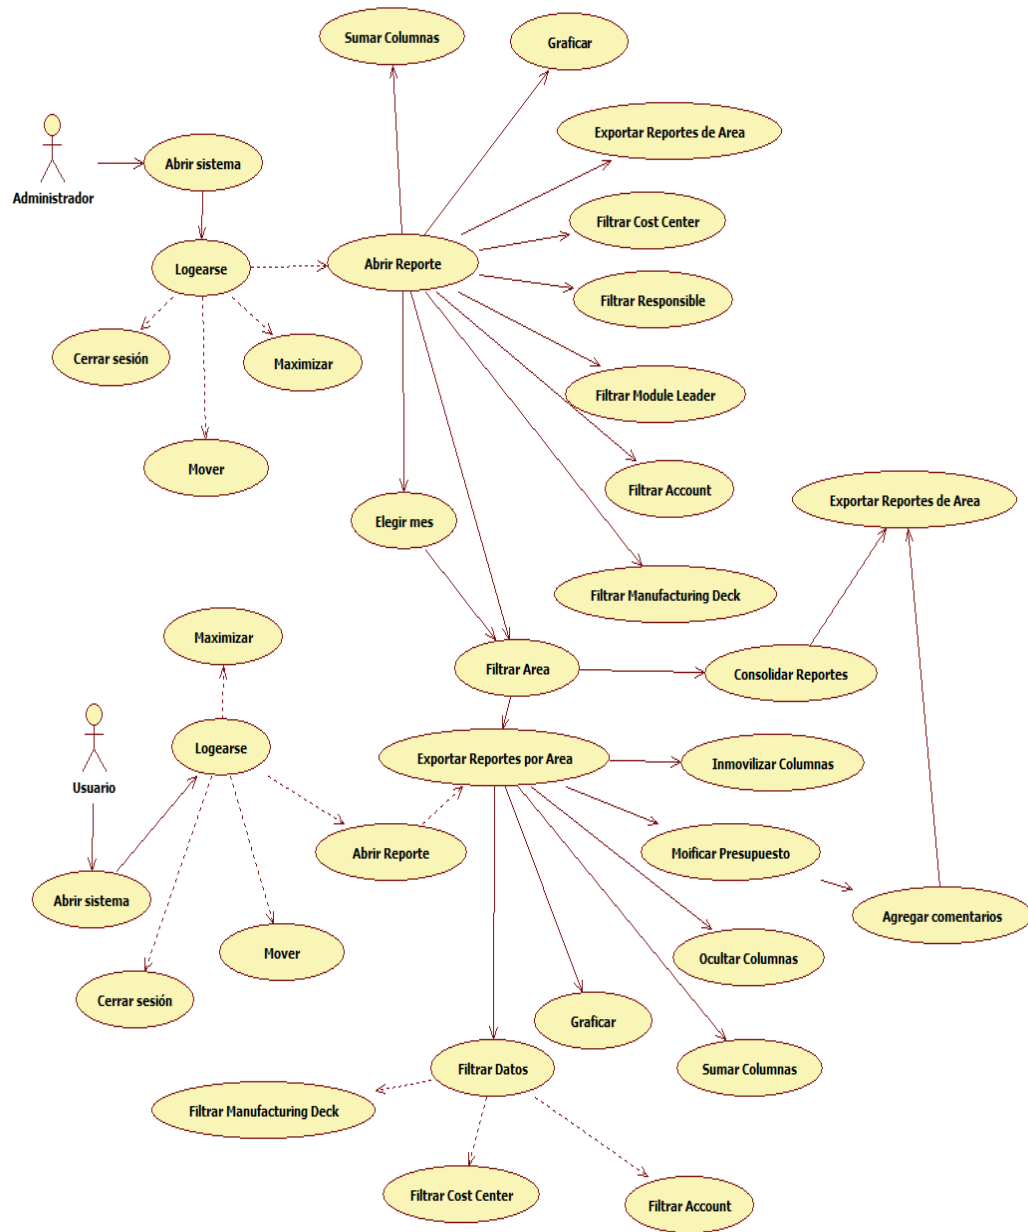 Sumar Columnas
Graficar
Exportar Reportes de Area
Abrir sistema
Administrador
Filtrar Cost Center
Abrir Reporte
Logearse
Filtrar Responsible
Cerrar sesión
Maximizar
Filtrar Module Leader
Mover
Filtrar Account
Exportar Reportes de Area
Elegir mes
Filtrar Manufacturing Deck
Maximizar
Filtrar Area
Consolidar Reportes
Logearse
Exportar Reportes por Area
Inmovilizar Columnas
Usuario
Abrir Reporte
Moificar Presupuesto
Abrir sistema
Agregar comentarios
Mover
Ocultar Columnas
Cerrar sesión
Graficar
Filtrar Datos
Sumar Columnas
Filtrar Manufacturing Deck
Filtrar Cost Center
Filtrar Account